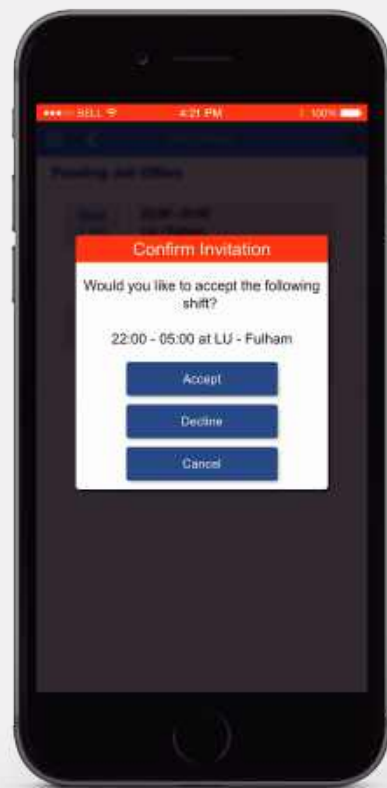 BELL 4:21 PM 100%
Pending Job Offers
Confirm Invitation
Would you like to accept the following
shift?
22:00 - 05:00 at LU - Fulham
Accept
Decline
Cancel